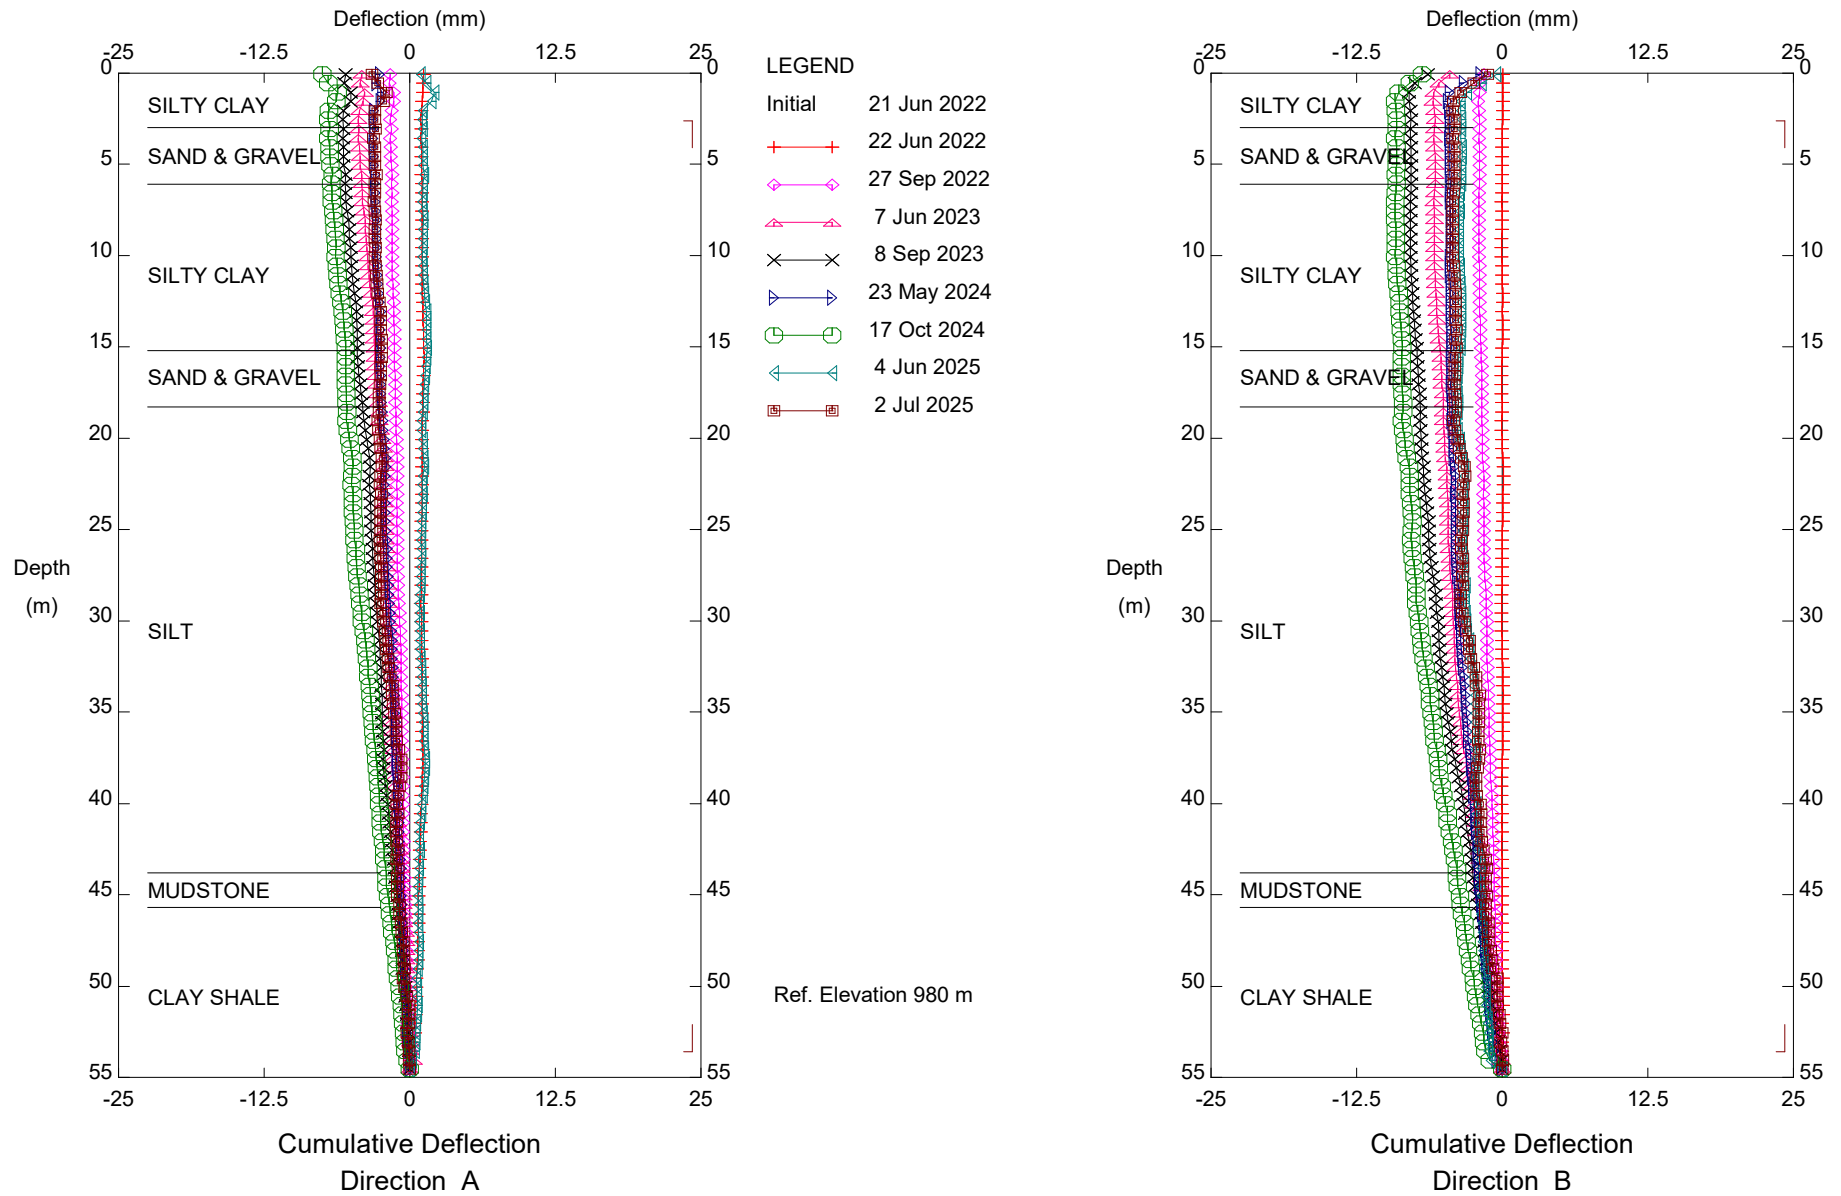 Deflection (mm)
-25 -12.5 0 12.5 25
0 0
SILTY CLAY
SAND & GRAVEL
5 5
10 10
SILTY CLAY
15 15
SAND & GRAVEL
20 20
25 25
Depth
(m)
30 30
SILT
35 35
40 40
45 45
MUDSTONE
50 50
CLAY SHALE
55 55
-25 -12.5 0 12.5 25
Cumulative Deflection
Direction A
LEGEND
Initial 21 Jun 2022
22 Jun 2022
27 Sep 2022
7 Jun 2023
8 Sep 2023
23 May 2024
17 Oct 2024
4 Jun 2025
2 Jul 2025
Ref. Elevation 980 m
Deflection (mm)
-25 -12.5 0 12.5 25
0 0
SILTY CLAY
SAND & GRAVEL
5 5
10 10
SILTY CLAY
15 15
SAND & GRAVEL
20 20
25 25
Depth
(m)
30 30
SILT
35 35
40 40
45 45
MUDSTONE
50 50
CLAY SHALE
55 55
-25 -12.5 0 12.5 25
Cumulative Deflection
Direction B